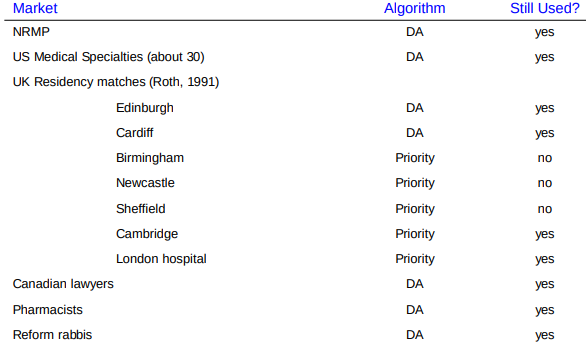 Market Algorithm Still Used?
NRMP DA yes
US Medical Specialties (about 30) DA yes
UK Residency matches (Roth, 1991)
Edinburgh DA yes
Cardiff DA yes
Birmingham Priority no
Newcastle Priority no
Sheffield Priority no
Cambridge Priority yes
London hospital Priority yes
Canadian lawyers DA yes
Pharmacists DA yes
Reform rabbis DA yes